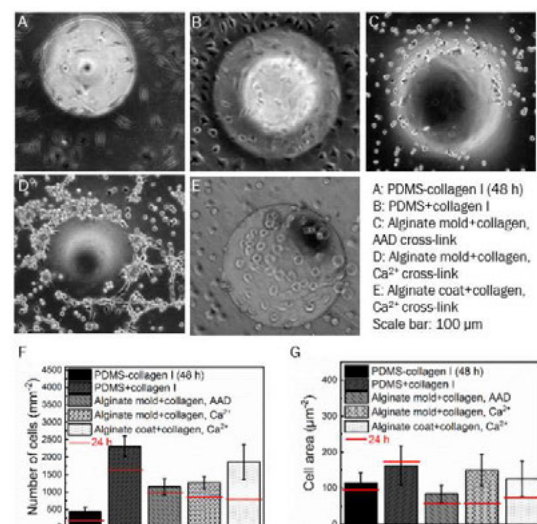 A
B
C
D
E
A: PDMS-collagen I (48 h)
B: PDMS+collagen I
C: Alginate mold+collagen,
AAD cross-link
D: Alginate mold+collagen,
Ca²⁺ cross-link
E: Alginate coat+collagen,
Ca²⁺ cross-link
Scale bar: 100 μm
F
Number of cells (mm⁻²)
4500
4000
3500
3000
2500
2000
1500
1000
500
PDMS-collagen I (48 h)
PDMS+collagen I
Alginate mold+collagen, AAD
Alginate mold+collagen, Ca²⁺
Alginate coat+collagen, Ca²⁺
24 h
G
Cell area (μm⁻²)
400
300
200
100
0
PDMS-collagen I (48 h)
PDMS+collagen I
Alginate mold+collagen, AAD
Alginate mold+collagen, Ca²⁺
Alginate coat+collagen, Ca²⁺
24 h